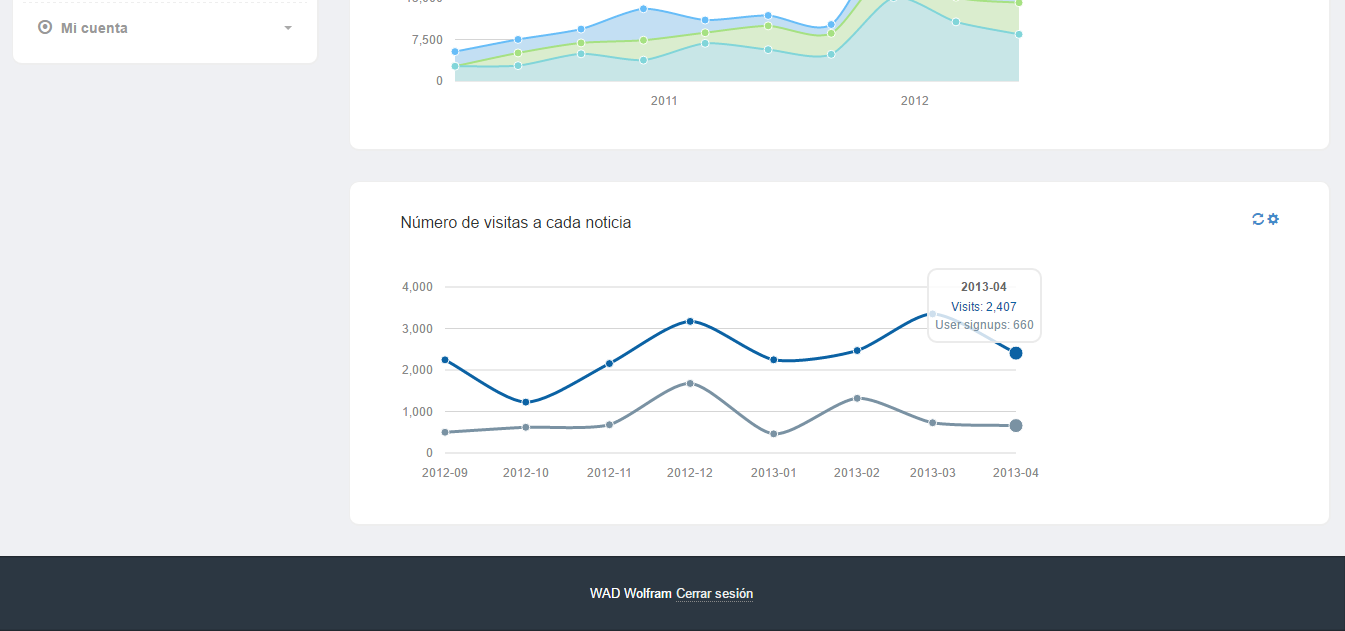 Mi cuenta
7,500
0
2011
2012
Número de visitas a cada noticia
4,000
3,000
2,000
1,000
0
2013-04
Visits: 2,407
User signups: 660
2012-09 2012-10 2012-11 2012-12 2013-01 2013-02 2013-03 2013-04
WAD Wolfram Cerrar sesión